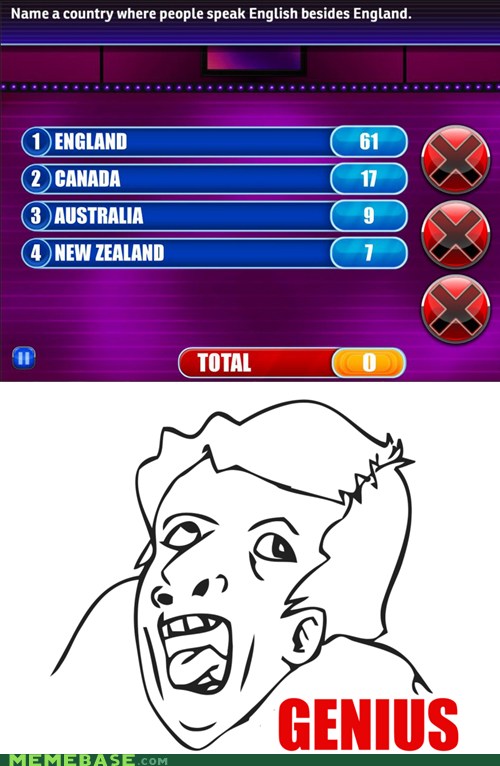 Name a country where people speak English besides England.
1 ENGLAND 61
2 CANADA 17
3 AUSTRALIA 9
4 NEW ZEALAND 7
TOTAL 0
GENIUS
MEMEBASE.COM